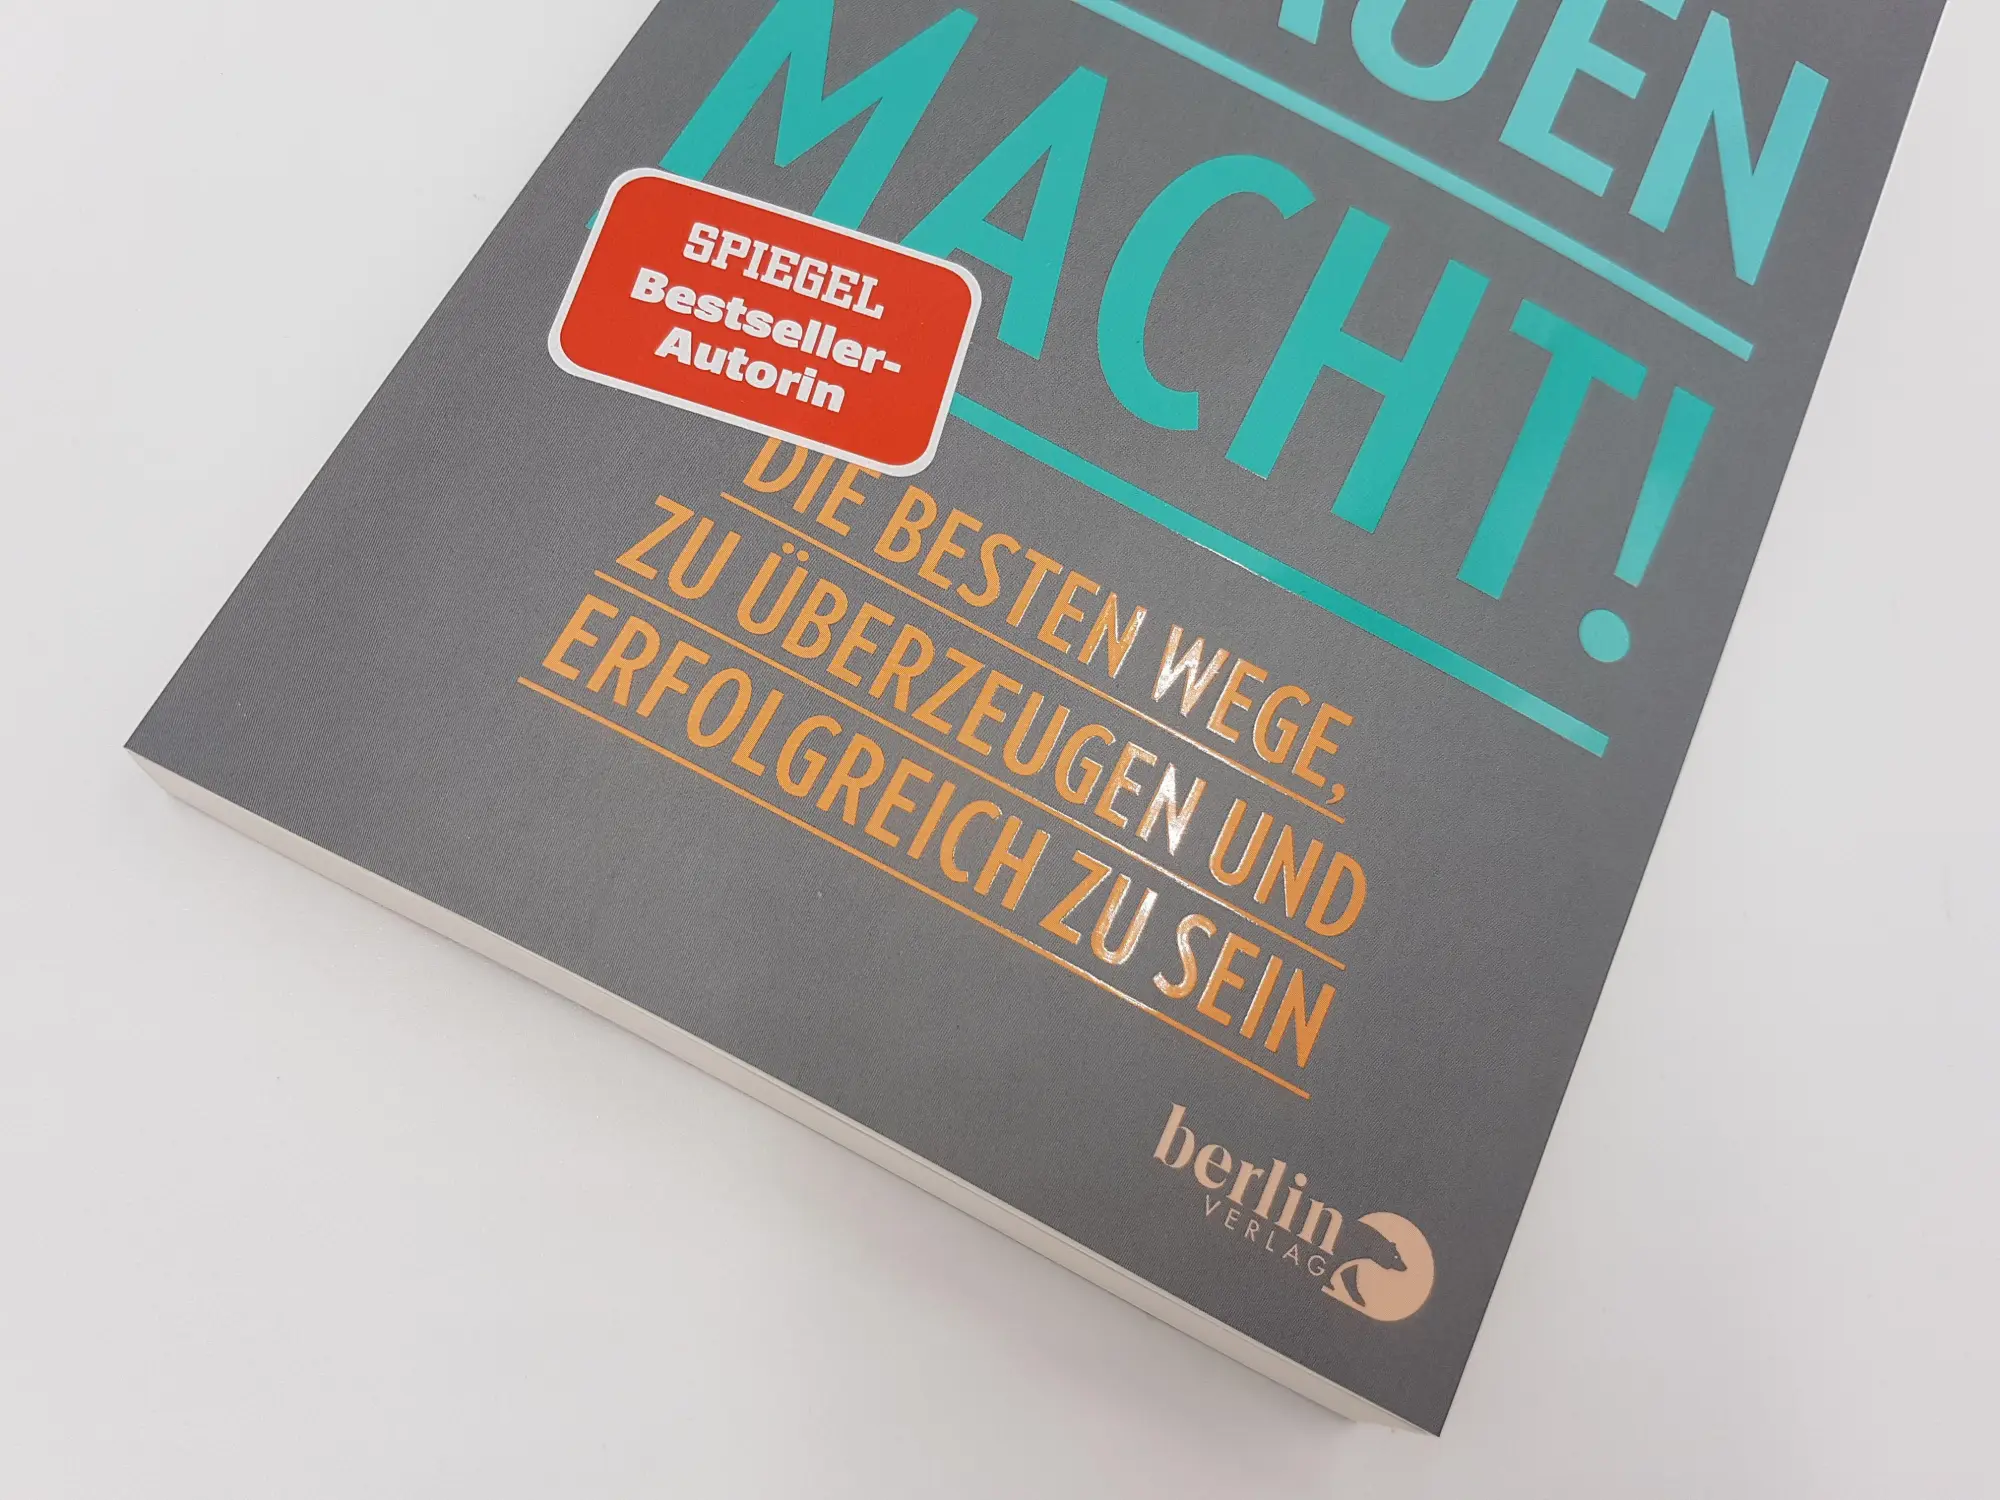 MACHT!
SPIEGEL
Bestseller-
Autorin
DIE BESTEN WEGE,
ZU ÜBERZEUGEN UND
ERFOLGREICH ZU SEIN
berlin
VERLAG